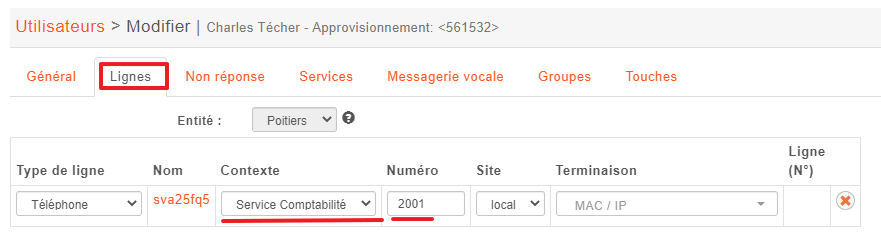 Utilisateurs > Modifier | Charles Técher - Approvisionnement: <561532>
Général Lignes Non réponse Services Messagerie vocale Groupes Touches
Entité : Poitiers ?
Type de ligne Nom Contexte Numéro Site Terminaison Ligne (N°)
Téléphone sva25fq5 Service Comptabilité 2001 local MAC / IP